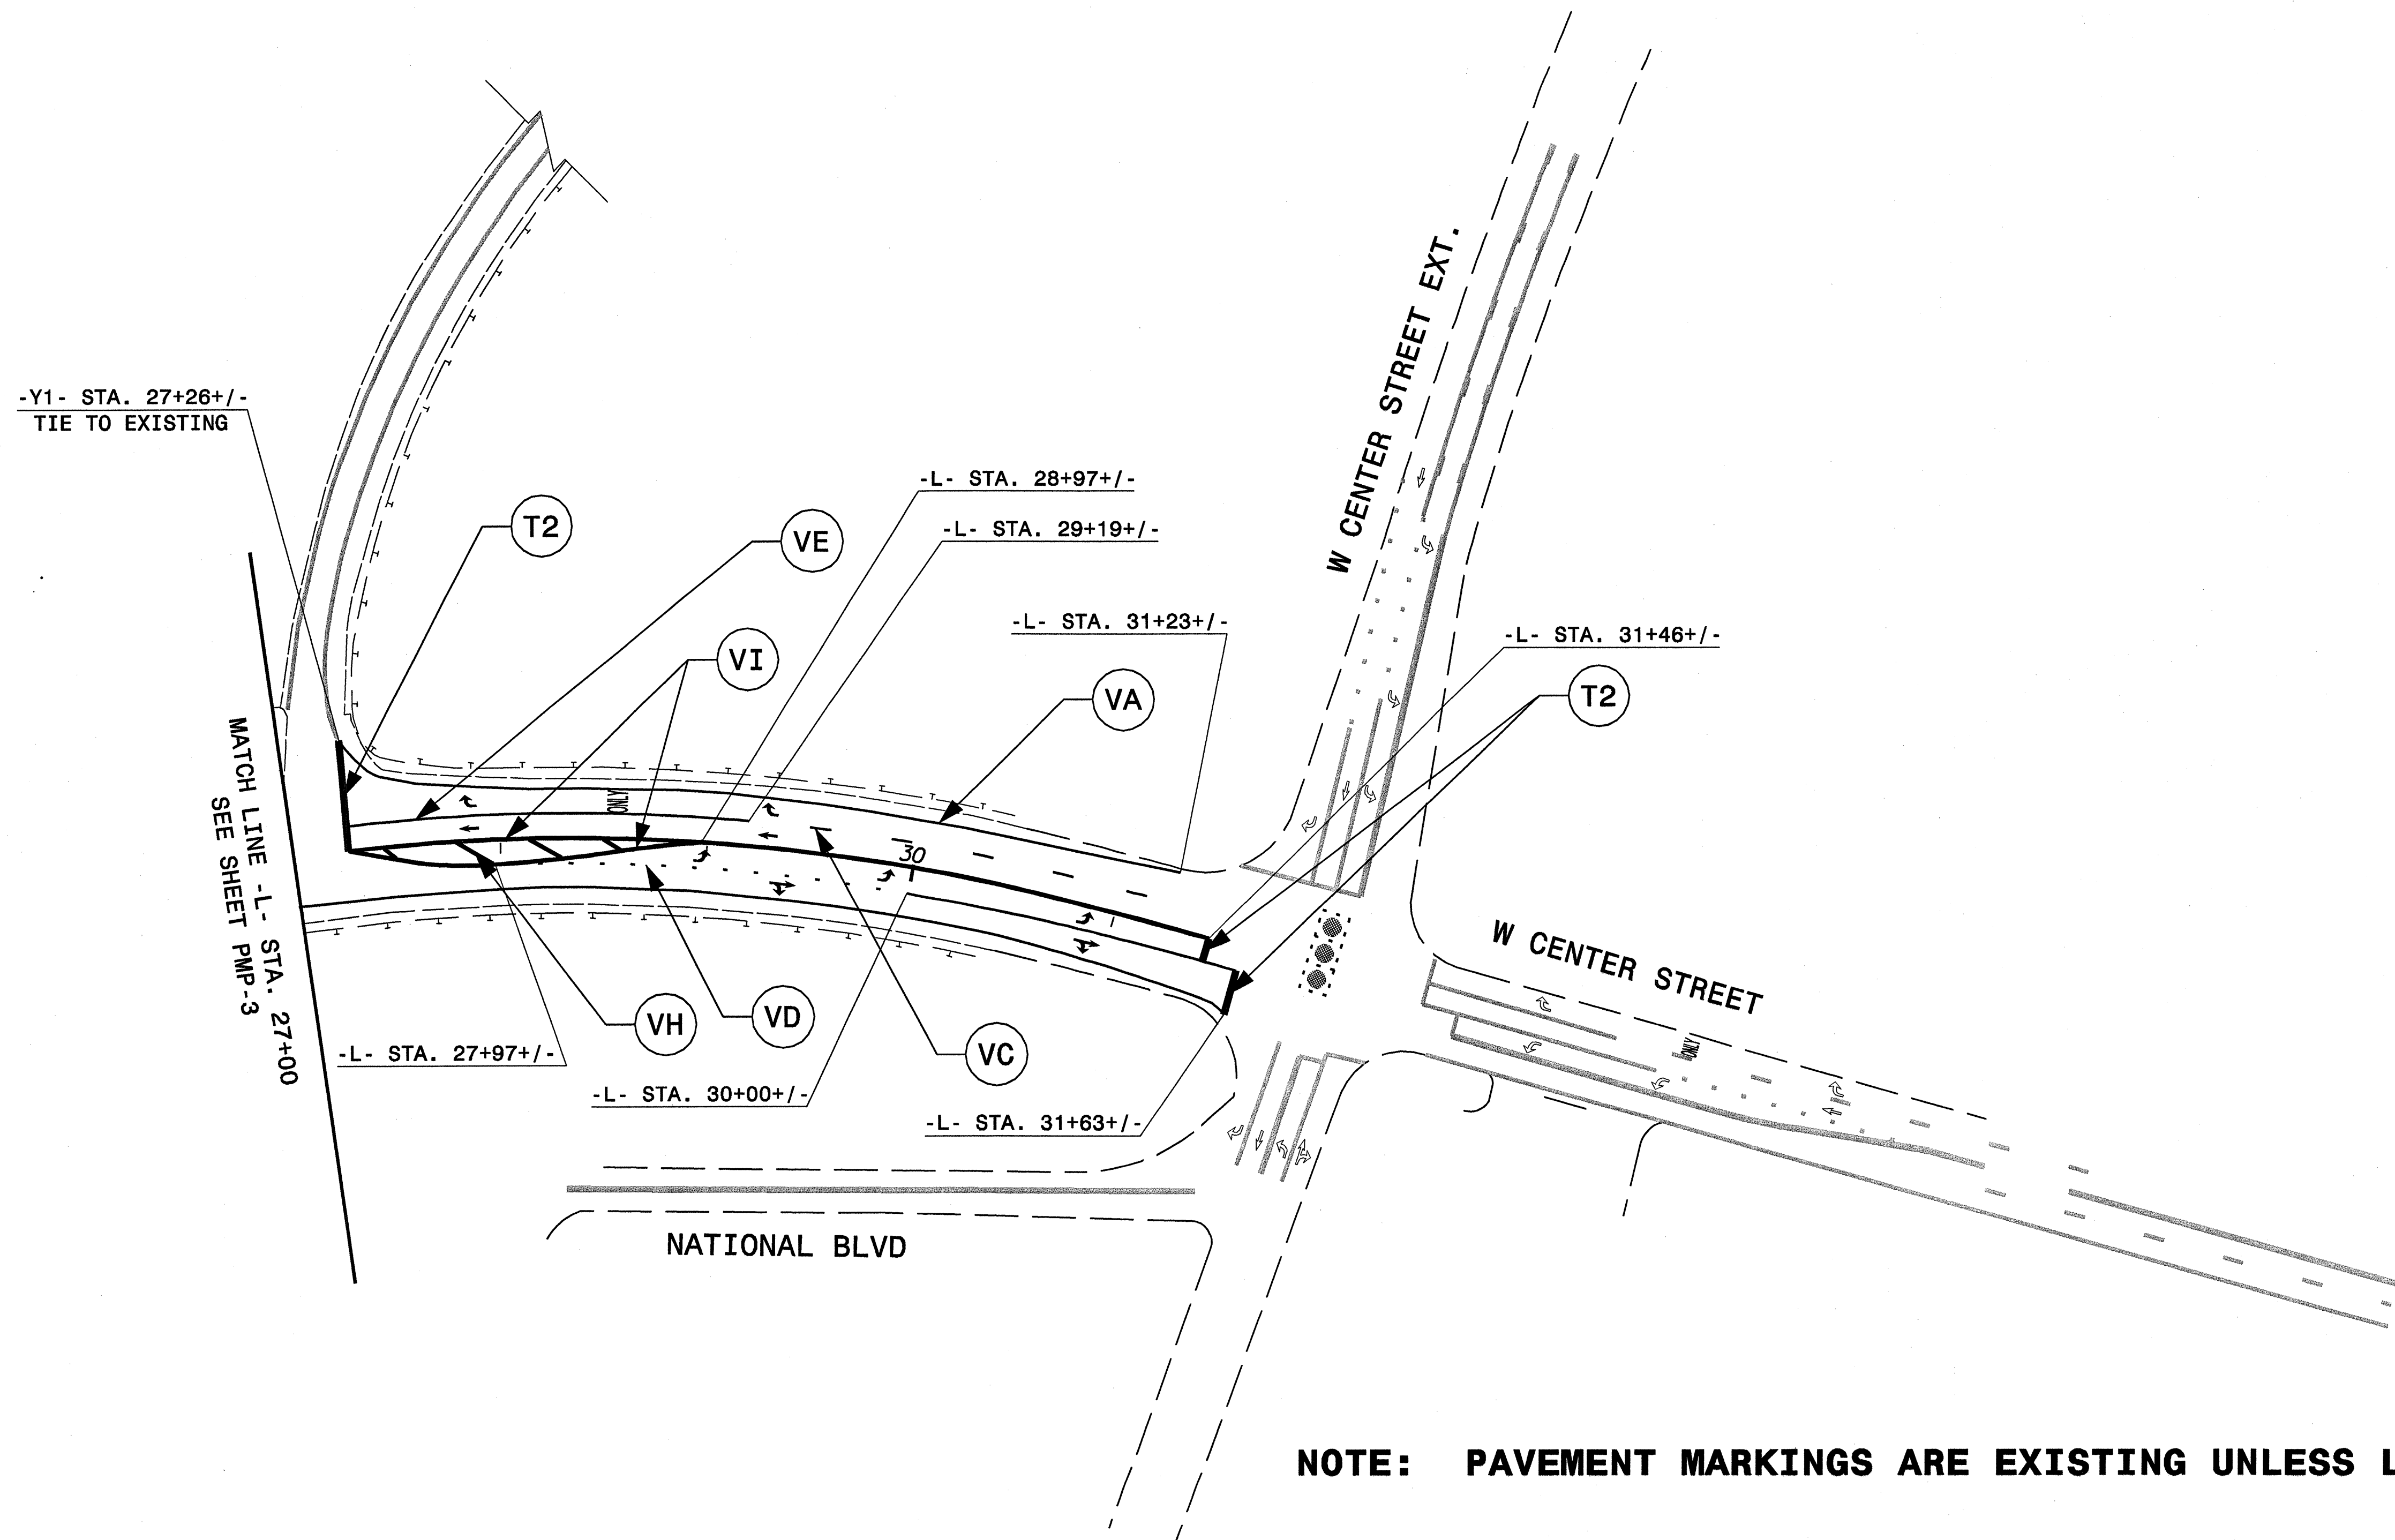 W CENTER STREET EXT.
-Y1- STA. 27+26+/-
TIE TO EXISTING
-L- STA. 28+97+/-
T2
VE
-L- STA. 29+19+/-
-L- STA. 31+23+/-
-L- STA. 31+46+/-
VI
VA
T2
MATCH LINE -L- STA. 27+00
SEE SHEET PMP-3
ONLY
30
W CENTER STREET
ONLY
VH
VD
VC
-L- STA. 27+97+/-
-L- STA. 30+00+/-
-L- STA. 31+63+/-
NATIONAL BLVD
NOTE: PAVEMENT MARKINGS ARE EXISTING UNLESS L